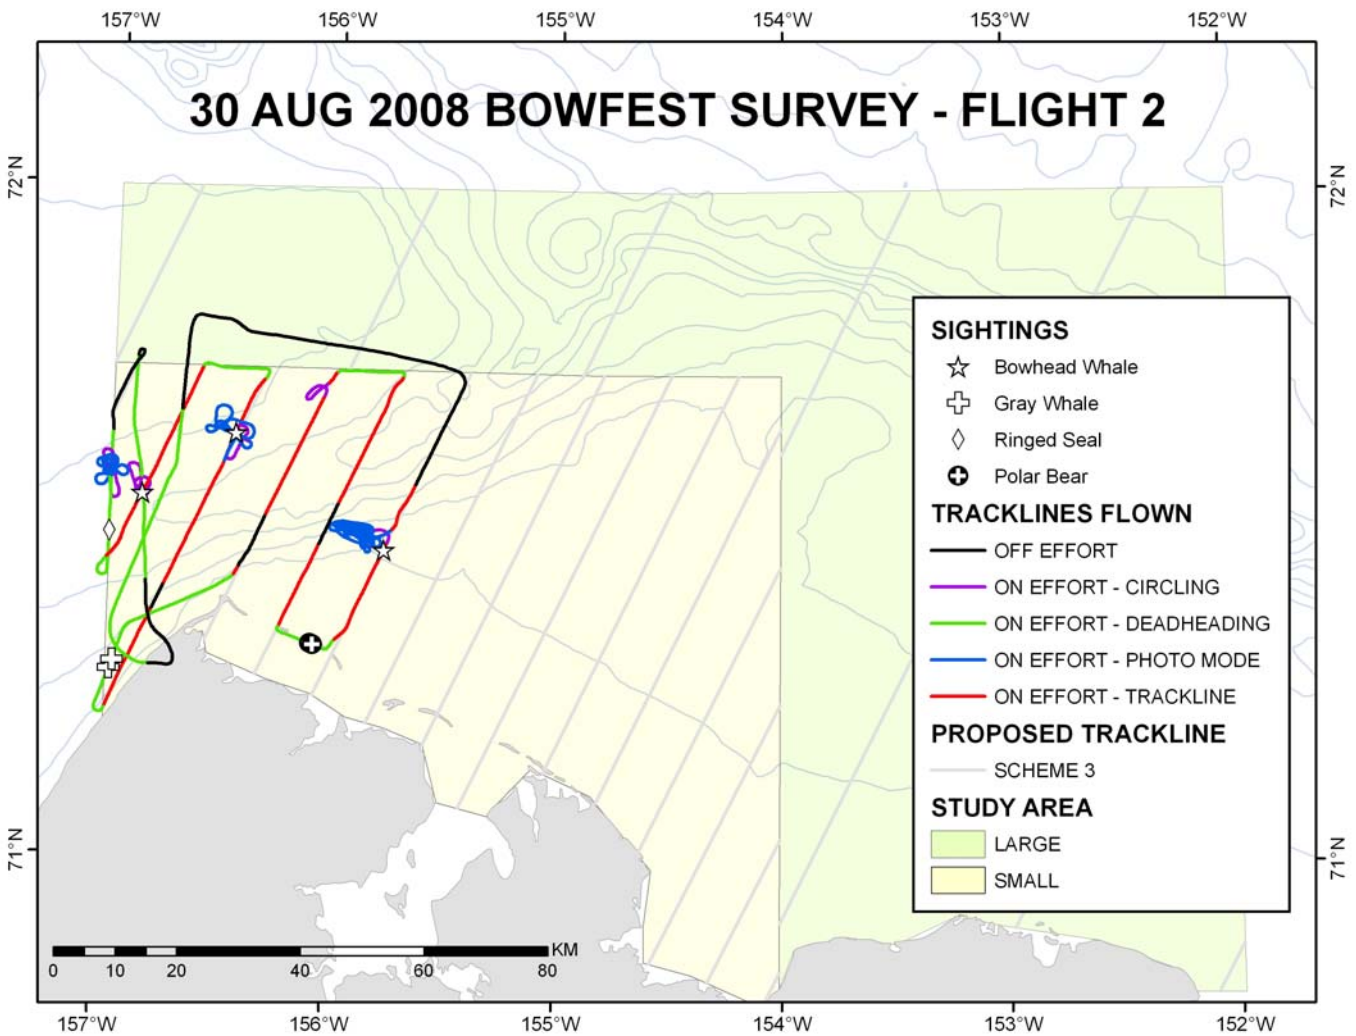 157°W 156°W 155°W 154°W 153°W 152°W
30 AUG 2008 BOWFEST SURVEY - FLIGHT 2
72°N 72°N
SIGHTINGS
Bowhead Whale
Gray Whale
Ringed Seal
Polar Bear
TRACKLINES FLOWN
OFF EFFORT
ON EFFORT - CIRCLING
ON EFFORT - DEADHEADING
ON EFFORT - PHOTO MODE
ON EFFORT - TRACKLINE
PROPOSED TRACKLINE
SCHEME 3
STUDY AREA
LARGE
SMALL
71°N 71°N
KM
0 10 20 40 60 80
157°W 156°W 155°W 154°W 153°W 152°W